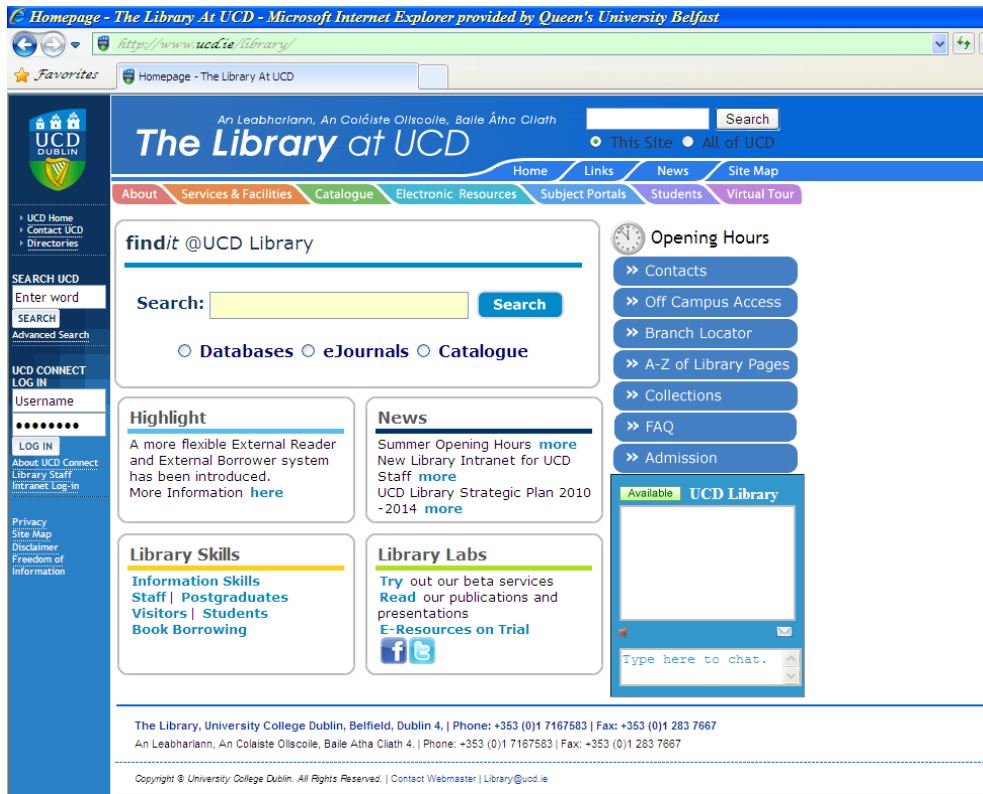 Homepage - The Library At UCD - Microsoft Internet Explorer provided by Queen's University Belfast
http://www.ucd.ie/library/
Favorites
Homepage - The Library At UCD
UCD
DUBLIN
An Leabharlann, An Coláiste Ollscoile, Baile Átha Cliath
The Library at UCD
Search
This Site All of UCD
Home Links News Site Map
About Services & Facilities Catalogue Electronic Resources Subject Portals Students Virtual Tour
UCD Home
Contact UCD
Directories
SEARCH UCD
Enter word
SEARCH
Advanced Search
UCD CONNECT
LOG IN
Username
LOG IN
About UCD Connect
Library Staff
Intranet Log-in
Privacy
Site Map
Disclaimer
Freedom of
Information
findit @UCD Library
Search:
Search
Databases eJournals Catalogue
Highlight
A more flexible External Reader
and External Borrower system
has been introduced.
More Information here
News
Summer Opening Hours more
New Library Intranet for UCD
Staff more
UCD Library Strategic Plan 2010
-2014 more
Library Skills
Information Skills
Staff | Postgraduates
Visitors | Students
Book Borrowing
Library Labs
Try out our beta services
Read our publications and
presentations
E-Resources on Trial
Opening Hours
» Contacts
» Off Campus Access
» Branch Locator
» A-Z of Library Pages
» Collections
» FAQ
» Admission
Available UCD Library
Type here to chat.
The Library, University College Dublin, Belfield, Dublin 4, | Phone: +353 (0)1 7167583 | Fax: +353 (0)1 283 7667
An Leabharlann, An Colaiste Ollscoile, Baile Atha Cliath 4. | Phone: +353 (0)1 7167583 | Fax: +353 (0)1 283 7667
Copyright © University College Dublin. All Rights Reserved. | Contact Webmaster | Library@ucd.ie